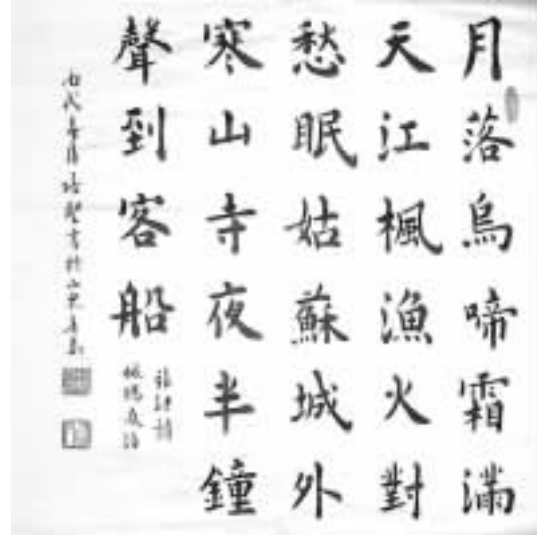 月落烏啼霜滿
天江楓漁火對
愁眠姑蘇城外
寒山寺夜半鐘
聲到客船
張繼詩
楓橋夜泊